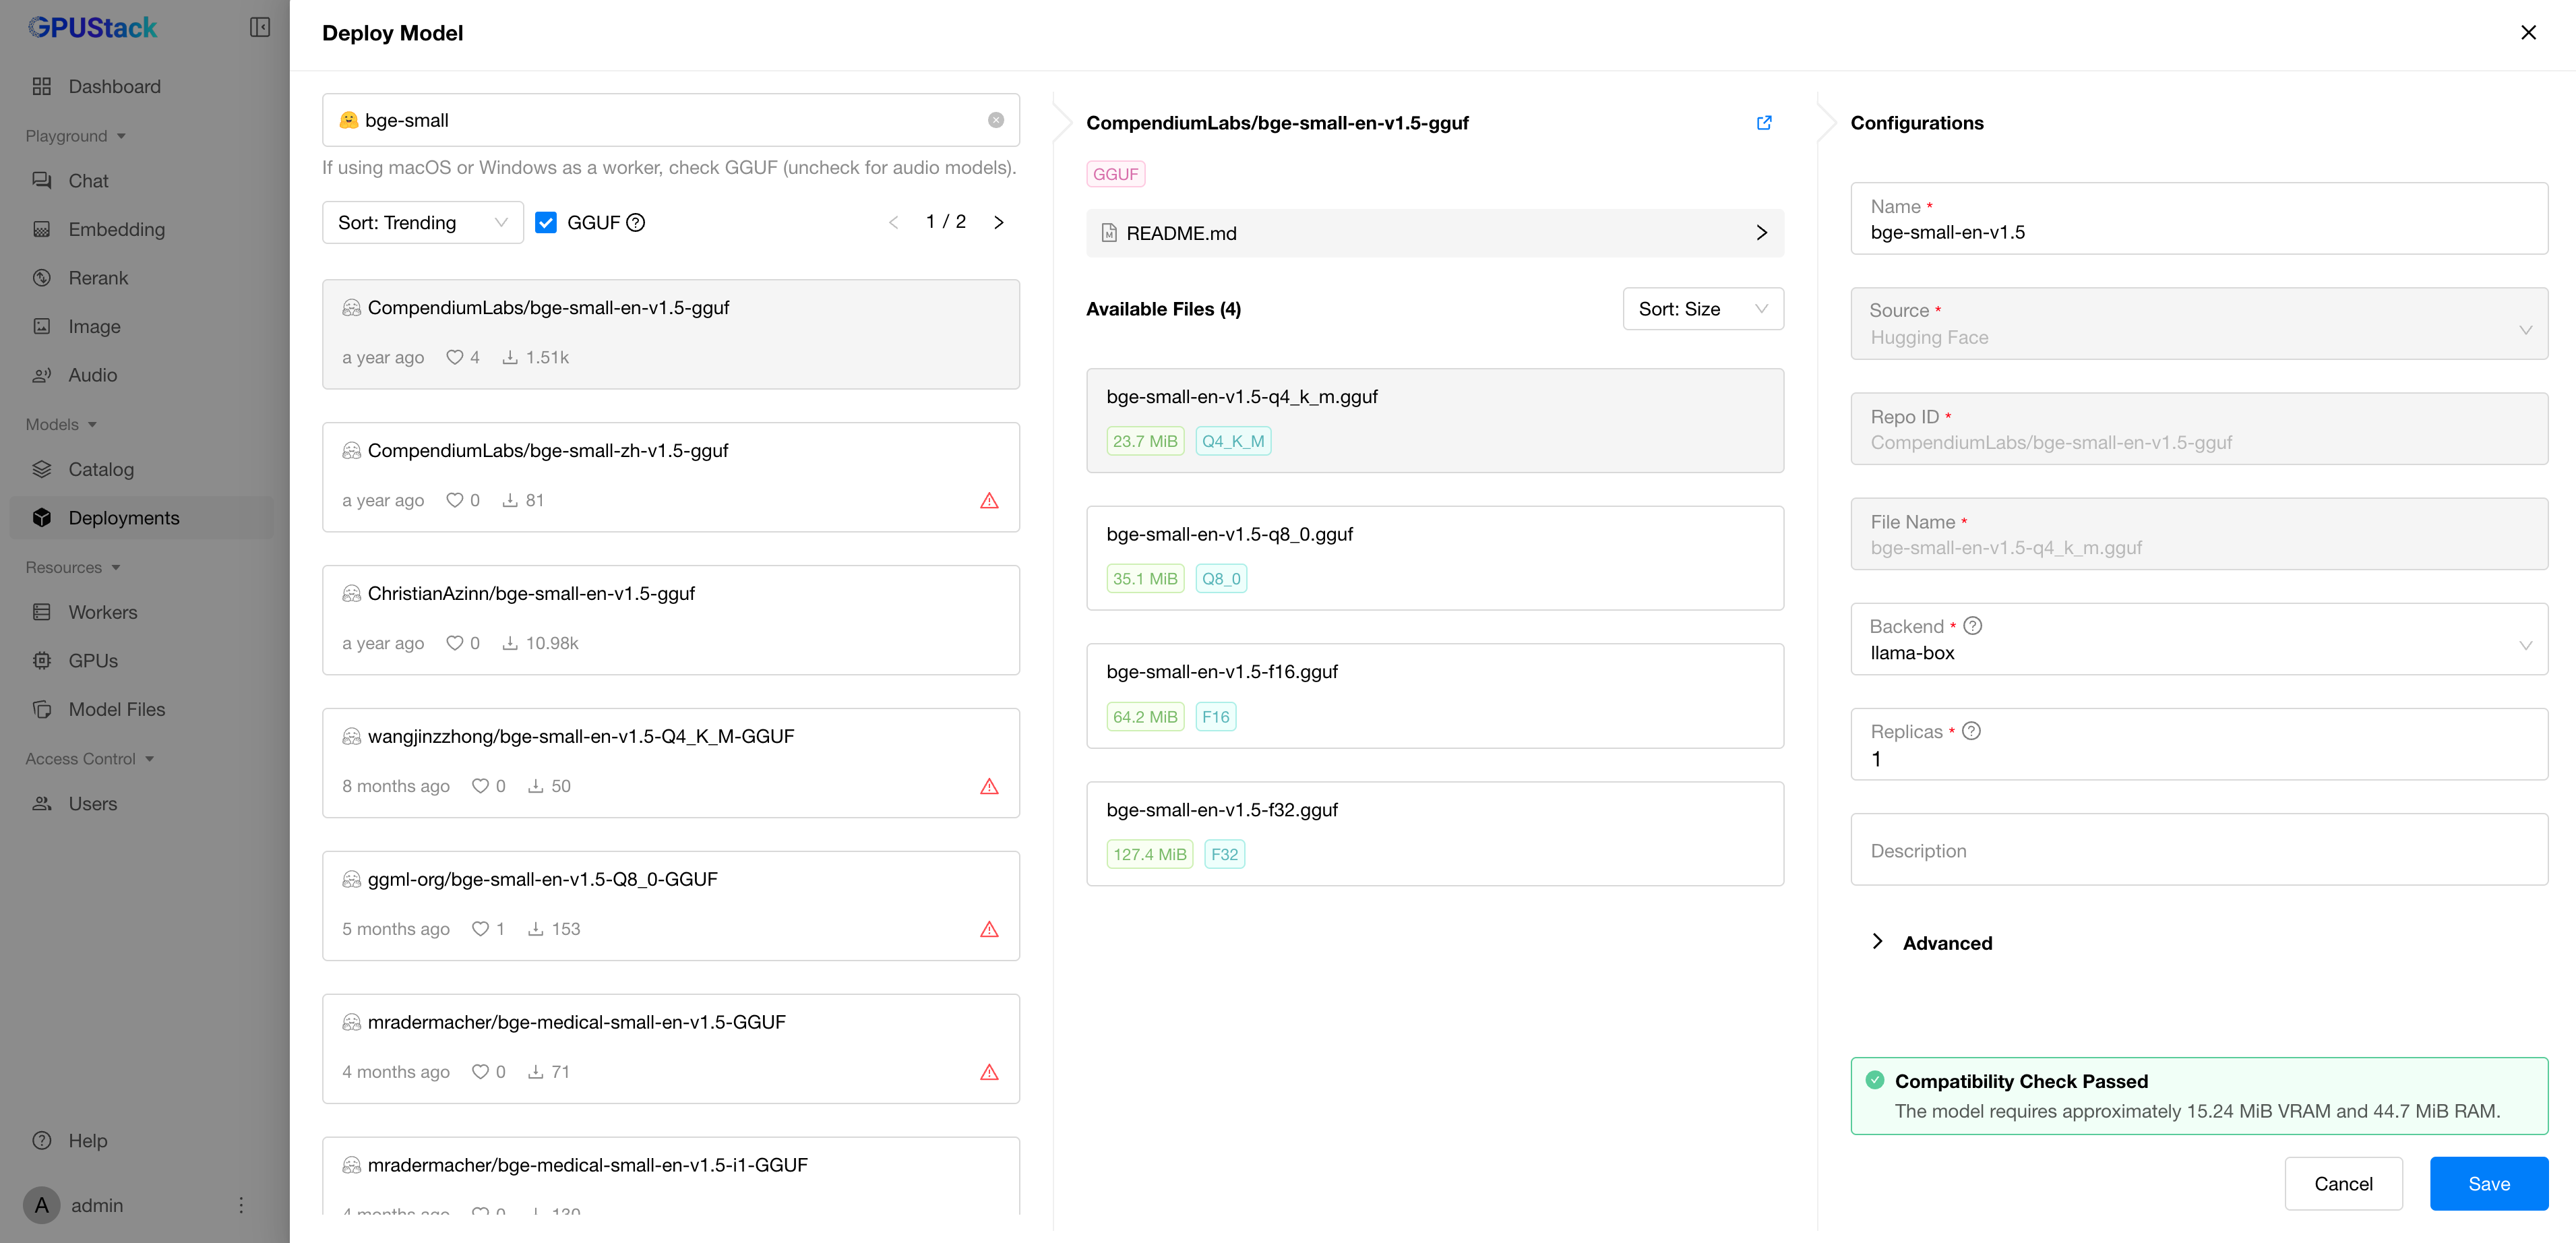 GPUStack
Dashboard
Playground
Chat
Embedding
Rerank
Image
Audio
Models
Catalog
Deployments
Resources
Workers
GPUs
Model Files
Access Control
Users
Help
A admin
Deploy Model
bge-small
If using macOS or Windows as a worker, check GGUF (uncheck for audio models).
Sort: Trending
GGUF
1 / 2
CompendiumLabs/bge-small-en-v1.5-gguf
a year ago 4 1.51k
CompendiumLabs/bge-small-zh-v1.5-gguf
a year ago 0 81
ChristianAzinn/bge-small-en-v1.5-gguf
a year ago 0 10.98k
wangjinzzhong/bge-small-en-v1.5-Q4_K_M-GGUF
8 months ago 0 50
ggml-org/bge-small-en-v1.5-Q8_0-GGUF
5 months ago 1 153
mradermacher/bge-medical-small-en-v1.5-GGUF
4 months ago 0 71
mradermacher/bge-medical-small-en-v1.5-i1-GGUF
4 months ago 0 130
CompendiumLabs/bge-small-en-v1.5-gguf
GGUF
README.md
Available Files (4)
Sort: Size
bge-small-en-v1.5-q4_k_m.gguf
23.7 MiB Q4_K_M
bge-small-en-v1.5-q8_0.gguf
35.1 MiB Q8_0
bge-small-en-v1.5-f16.gguf
64.2 MiB F16
bge-small-en-v1.5-f32.gguf
127.4 MiB F32
Configurations
Name *
bge-small-en-v1.5
Source *
Hugging Face
Repo ID *
CompendiumLabs/bge-small-en-v1.5-gguf
File Name *
bge-small-en-v1.5-q4_k_m.gguf
Backend *
llama-box
Replicas *
1
Description
Advanced
Compatibility Check Passed
The model requires approximately 15.24 MiB VRAM and 44.7 MiB RAM.
Cancel
Save